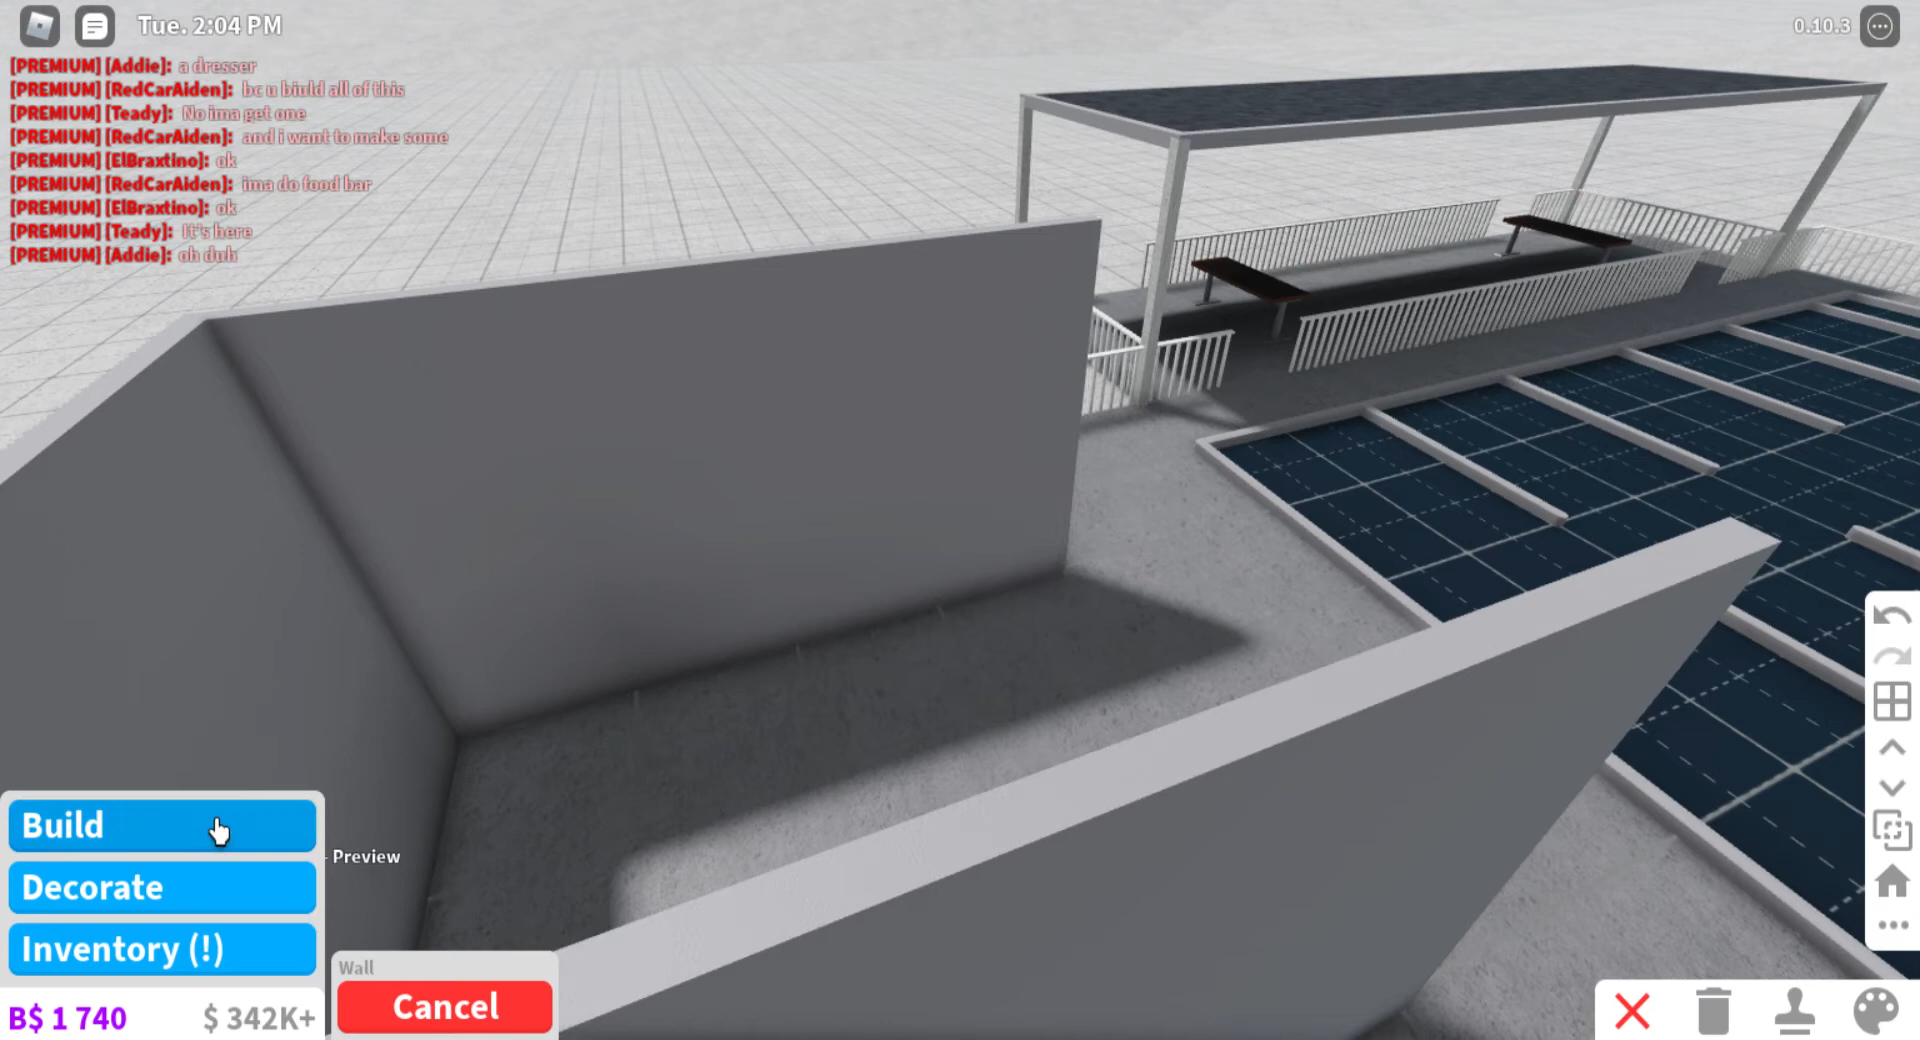 Tue. 2:04 PM
0.10.3
[PREMIUM] [Addie]: a dresser
[PREMIUM] [RedCarAiden]: bc u biuld all of this
[PREMIUM] [Teady]: No ima get one
[PREMIUM] [RedCarAiden]: and i want to make some
[PREMIUM] [ElBraxtino]: ok
[PREMIUM] [RedCarAiden]: ima do food bar
[PREMIUM] [ElBraxtino]: ok
[PREMIUM] [Teady]: It's here
[PREMIUM] [Addie]: oh duh
Build
- Preview
Decorate
Inventory (!)
Wall
Cancel
B$ 1 740
$ 342K+